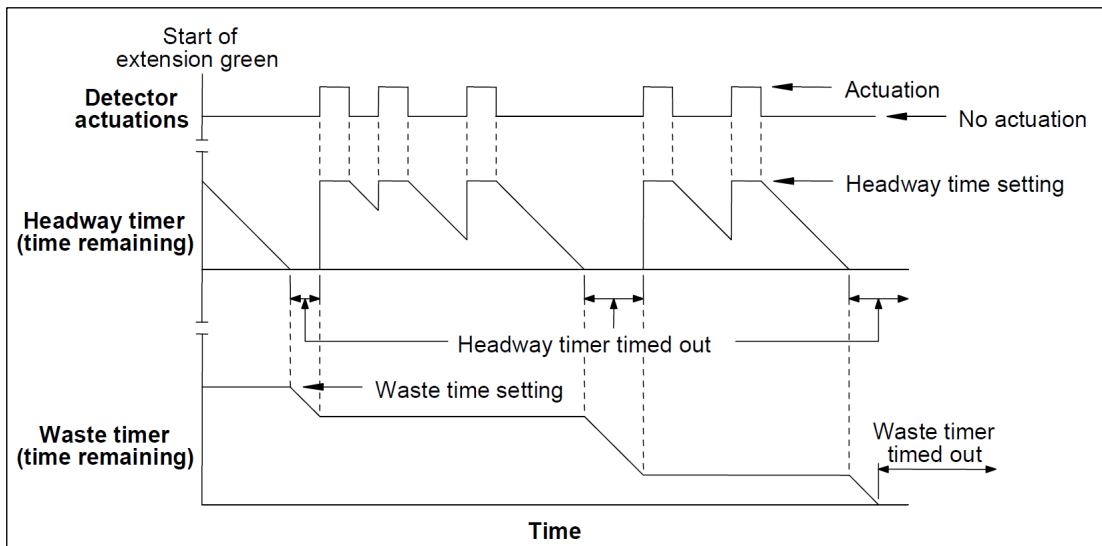 Start of
extension green
Detector
actuations
Actuation
No actuation
Headway time setting
Headway timer
(time remaining)
Headway timer timed out
Waste time setting
Waste timer
(time remaining)
Waste timer
timed out
Time